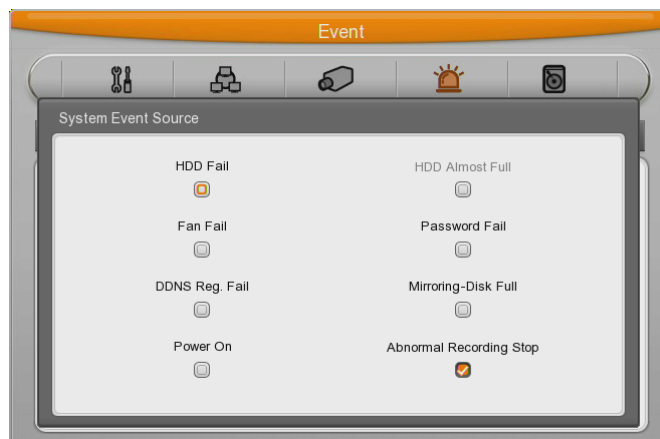 Event
System Event Source
HDD Fail
HDD Almost Full
Fan Fail
Password Fail
DDNS Reg. Fail
Mirroring-Disk Full
Power On
Abnormal Recording Stop